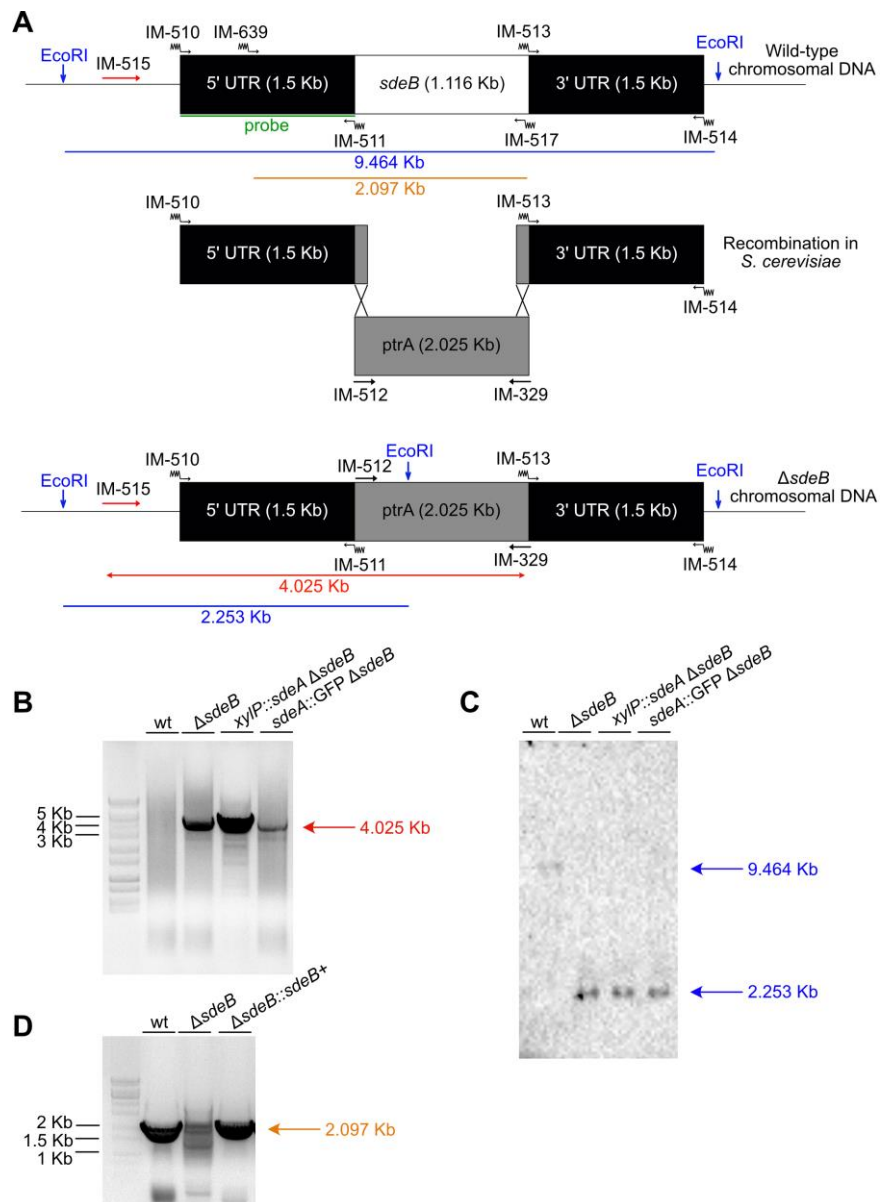 A
IM-510
IM-639
IM-513
EcoRI
IM-515
EcoRI
Wild-type
chromosomal DNA
5' UTR (1.5 Kb)
sdeB (1.116 Kb)
3' UTR (1.5 Kb)
probe
IM-511
IM-517
IM-514
9.464 Kb
2.097 Kb
IM-510
IM-513
5' UTR (1.5 Kb)
3' UTR (1.5 Kb)
Recombination in
S. cerevisiae
IM-514
ptrA (2.025 Kb)
IM-512
IM-329
IM-510
IM-512
EcoRI
IM-513
EcoRI
IM-515
EcoRI
ΔsdeB
chromosomal DNA
5' UTR (1.5 Kb)
ptrA (2.025 Kb)
3' UTR (1.5 Kb)
IM-511
IM-329
IM-514
4.025 Kb
2.253 Kb
B
wt
ΔsdeB
xylP::sdeA ΔsdeB
sdeA::GFP ΔsdeB
5 Kb
4 Kb
3 Kb
4.025 Kb
C
wt
ΔsdeB
xylP::sdeA ΔsdeB
sdeA::GFP ΔsdeB
9.464 Kb
2.253 Kb
D
wt
ΔsdeB
ΔsdeB::sdeB+
2 Kb
1.5 Kb
1 Kb
2.097 Kb